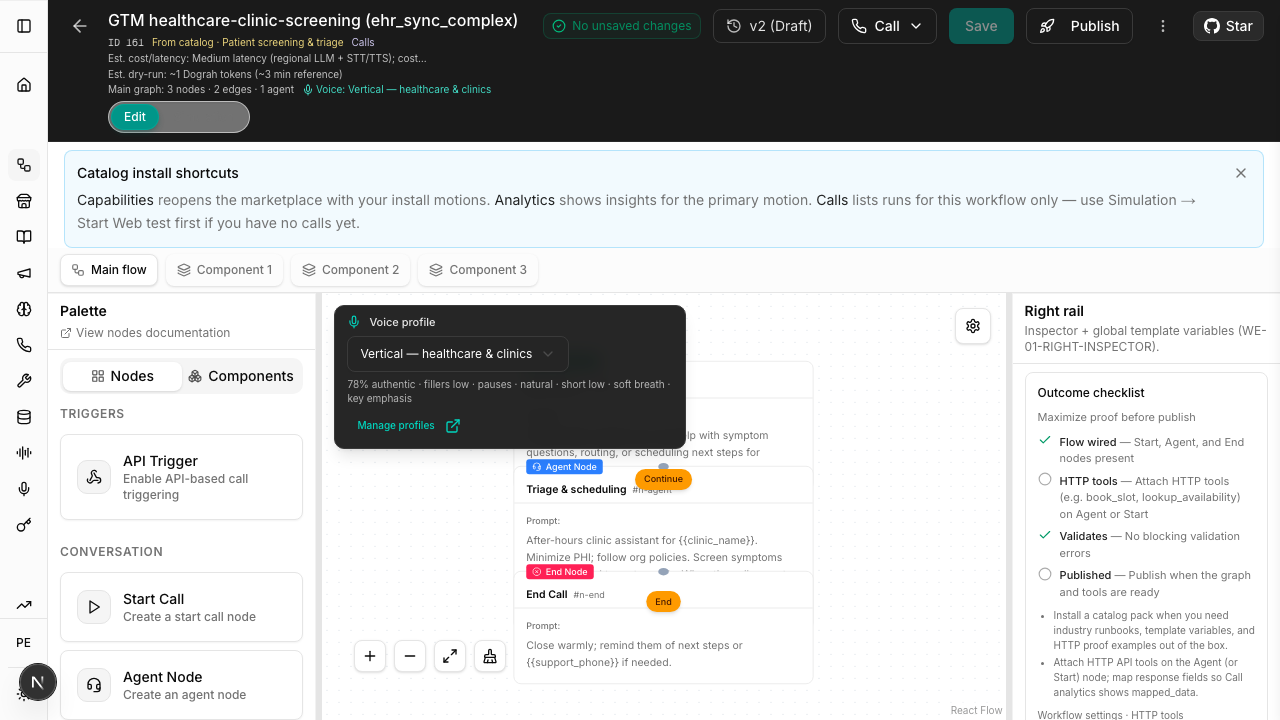 GTM healthcare-clinic-screening (ehr_sync_complex)
No unsaved changes
v2 (Draft)
Call
Save
Publish
Star
ID 161 From catalog · Patient screening & triage Calls
Est. cost/latency: Medium latency (regional LLM + STT/TTS); cost...
Est. dry-run: ~1 Dograh tokens (~3 min reference)
Main graph: 3 nodes · 2 edges · 1 agent Voice: Vertical — healthcare & clinics
Edit
Catalog install shortcuts
Capabilities reopens the marketplace with your install motions. Analytics shows insights for the primary motion. Calls lists runs for this workflow only — use Simulation →
Start Web test first if you have no calls yet.
Main flow
Component 1
Component 2
Component 3
Palette
View nodes documentation
Nodes
Components
TRIGGERS
API Trigger
Enable API-based call
triggering
CONVERSATION
Start Call
Create a start call node
Agent Node
Create an agent node
PE
N
Voice profile
Vertical — healthcare & clinics
78% authentic · fillers low · pauses · natural · short low · soft breath ·
key emphasis
Manage profiles
lp with symptom
questions, routing, or scheduling next steps for
Agent Node
Continue
Triage & scheduling #n-agent
Prompt:
After-hours clinic assistant for {{clinic_name}}.
Minimize PHI; follow org policies. Screen symptoms
End Node
End Call #n-end
End
Prompt:
Close warmly; remind them of next steps or
{{support_phone}} if needed.
React Flow
Right rail
Inspector + global template variables (WE-
01-RIGHT-INSPECTOR).
Outcome checklist
Maximize proof before publish
Flow wired — Start, Agent, and End
nodes present
HTTP tools — Attach HTTP tools
(e.g. book_slot, lookup_availability)
on Agent or Start
Validates — No blocking validation
errors
Published — Publish when the graph
and tools are ready
• Install a catalog pack when you need
industry runbooks, template variables, and
HTTP proof examples out of the box.
• Attach HTTP API tools on the Agent (or
Start) node; map response fields so Call
analytics shows mapped_data.
Workflow settings · HTTP tools